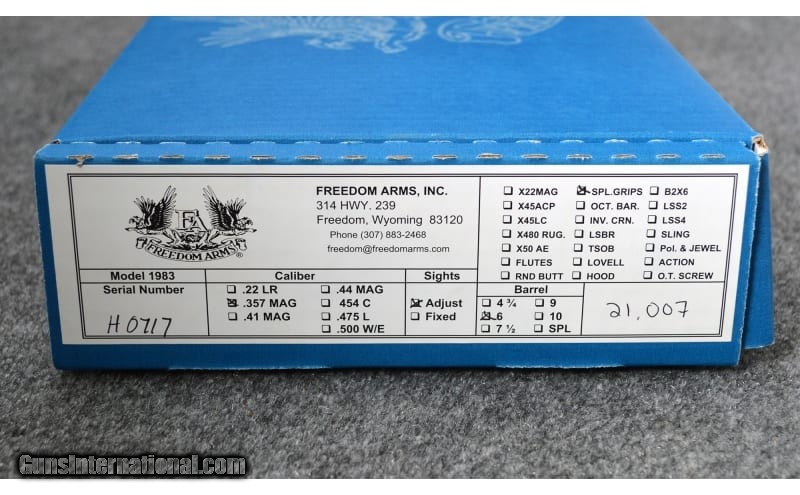 FA
FREEDOM ARMS®
FREEDOM ARMS, INC.
314 HWY. 239
Freedom, Wyoming 83120
Phone (307) 883-2468
freedom@freedomarms.com
X22MAG SPL.GRIPS B2X6
X45ACP OCT. BAR. LSS2
X45LC INV. CRN. LSS4
X480 RUG. LSBR SLING
X50 AE TSOB Pol. & JEWEL
FLUTES LOVELL ACTION
RND BUTT HOOD O.T. SCREW
Model 1983 Caliber Sights Barrel
Serial Number .22 LR .44 MAG
.357 MAG 454 C Adjust 4 ¾ 9
.41 MAG .475 L Fixed 6 10
.500 W/E 7 ½ SPL
H0717
21,007
GunsInternational.com